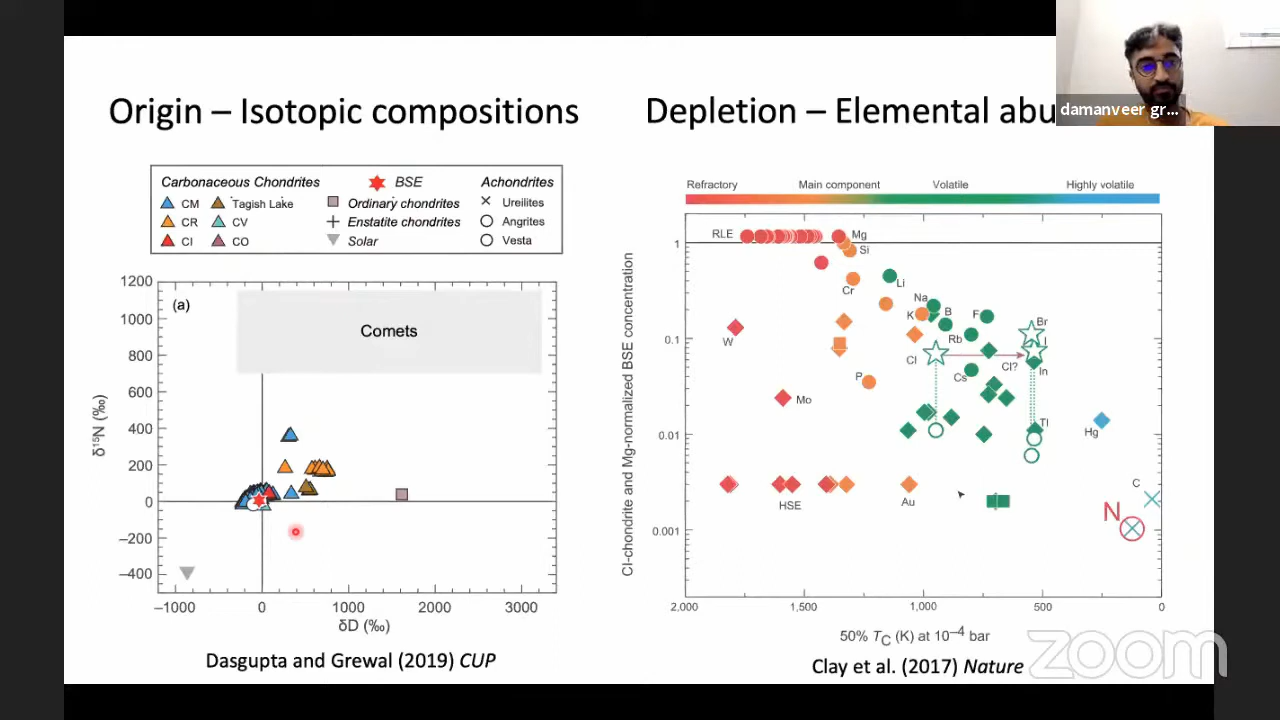 damanveer gr...
Origin – Isotopic compositions
Depletion – Elemental abu
Carbonaceous Chondrites
BSE
Achondrites
CM
Tagish Lake
Ordinary chondrites
Ureilites
CR
CV
Enstatite chondrites
Angrites
CI
CO
Solar
Vesta
(a)
Comets
1200
1000
800
600
400
200
0
−200
−400
δ¹⁵N (‰)
−1000
0
1000
2000
3000
δD (‰)
Dasgupta and Grewal (2019) CUP
Refractory
Main component
Volatile
Highly volatile
CI-chondrite and Mg-normalized BSE concentration
1
0.1
0.01
0.001
RLE
Mg
Si
Li
Cr
Na
K
B
F
Br
W
Rb
I
Cl
Cl?
In
P
Cs
Mo
Tl
Hg
C
HSE
Au
N
2,000
1,500
1,000
500
0
50% TC (K) at 10⁻⁴ bar
Clay et al. (2017) Nature
zoom